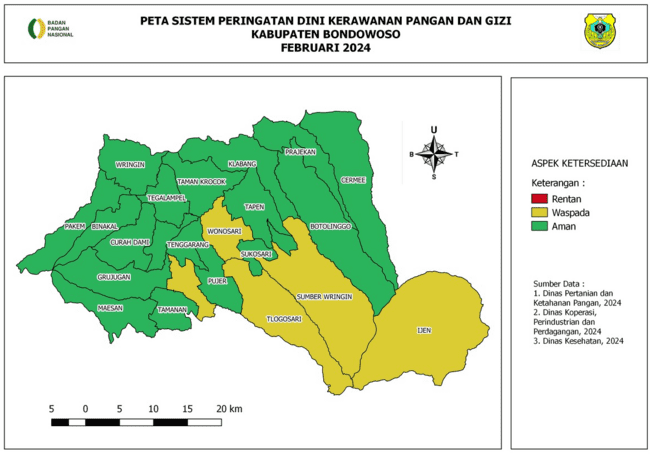 BADAN
PANGAN
NASIONAL
PETA SISTEM PERINGATAN DINI KERAWANAN PANGAN DAN GIZI
KABUPATEN BONDOWOSO
FEBRUARI 2024
U
B T
S
WRINGIN
KLABANG
PRAJEKAN
CERMEE
TAMAN KROCOK
TEGALAMPEL
TAPEN
PAKEM
BINAKAL
WONOSARI
BOTOLINGGO
CURAH DAMI
TENGGARANG
SUKOSARI
GRUJUGAN
PUJER
SUMBER WRINGIN
MAESAN
TAMANAN
TLOGOSARI
IJEN
5 0 5 10 15 20 km
ASPEK KETERSEDIAAN
Keterangan :
Rentan
Waspada
Aman
Sumber Data :
1. Dinas Pertanian dan
Ketahanan Pangan, 2024
2. Dinas Koperasi,
Perindustrian dan
Perdagangan, 2024
3. Dinas Kesehatan, 2024